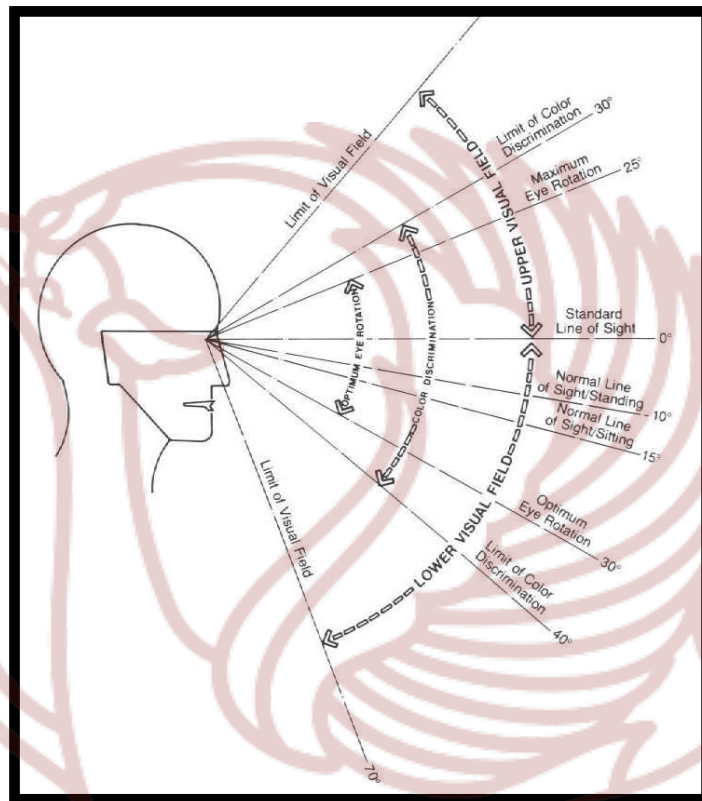 Limit of Visual Field
UPPER VISUAL FIELD
Limit of Color
Discrimination
30°
Maximum
Eye Rotation
25°
OPTIMUM EYE ROTATION
COLOR DISCRIMINATION
Standard
Line of Sight
0°
Normal Line
of Sight/Standing
10°
Normal Line
of Sight/Sitting
15°
Optimum
Eye Rotation
30°
Limit of Color
Discrimination
40°
LOWER VISUAL FIELD
Limit of Visual Field
70°